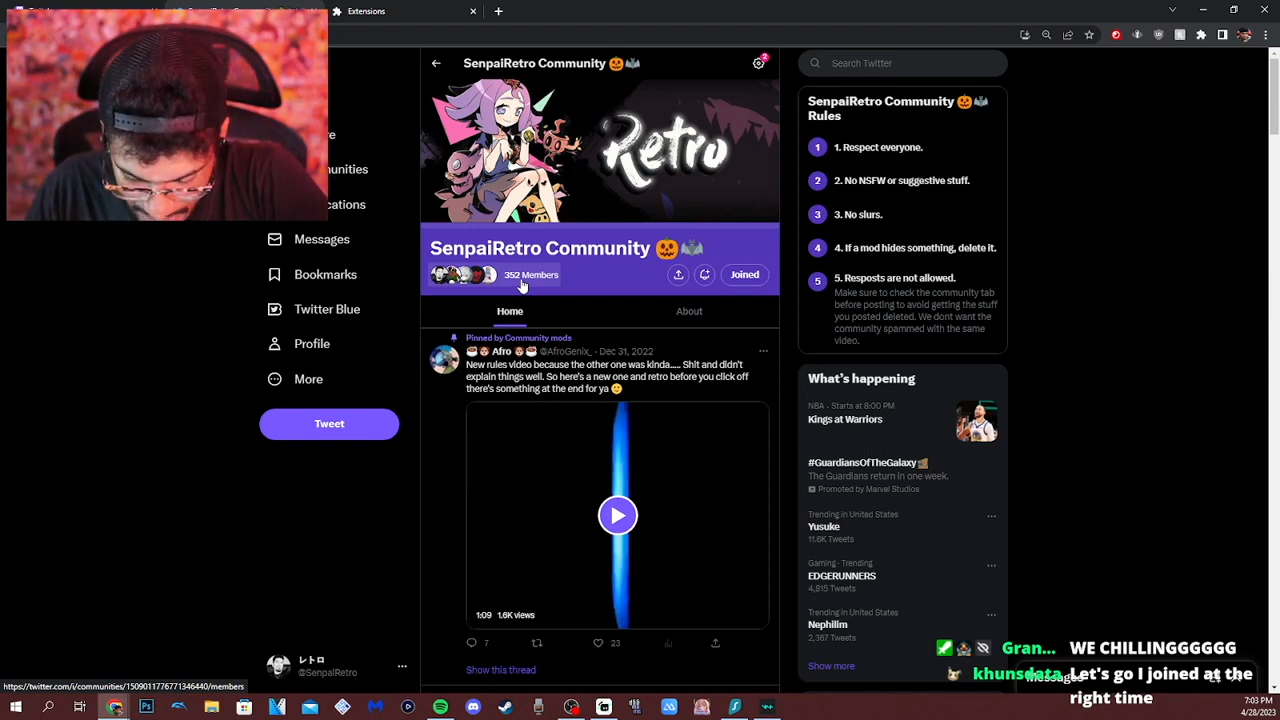 Extensions
SenpaiRetro Community 🎃🦇
2
Search Twitter
Retro
SenpaiRetro Community 🎃🦇
352 Members
Joined
Home
About
Pinned by Community mods
Afro
@AfroGenix_ · Dec 31, 2022
New rules video because the other one was kinda..... Shit and didn't
explain things well. So here's a new one and retro before you click off
there's something at the end for ya
1:09 1.6K views
7
23
Show this thread
Messages
Bookmarks
Twitter Blue
Profile
More
Tweet
レトロ
@SenpaiRetro
SenpaiRetro Community 🎃🦇
Rules
1 1. Respect everyone.
2 2. No NSFW or suggestive stuff.
3 3. No slurs.
4 4. If a mod hides something, delete it.
5 5. Resposts are not allowed.
Make sure to check the community tab
before posting to avoid getting the stuff
you posted deleted. We dont want the
community spammed with the same
video.
What's happening
NBA · Starts at 8:00 PM
Kings at Warriors
#GuardiansOfTheGalaxy
The Guardians return in one week.
Promoted by Marvel Studios
Trending in United States
Yusuke
11.6K Tweets
Gaming · Trending
EDGERUNNERS
4,815 Tweets
Trending in United States
Nephilim
2,367 Tweets
Show more
Gran... WE CHILLINGGGGGG
khunsdata Let's go I joined at the
right time
https://twitter.com/i/communities/1509011776771346440/members
7:03 PM
4/28/2023